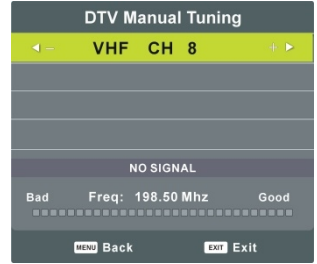 DTV Manual Tuning
VHF CH 8
NO SIGNAL
Bad Freq: 198.50 Mhz Good
MENU Back EXIT Exit